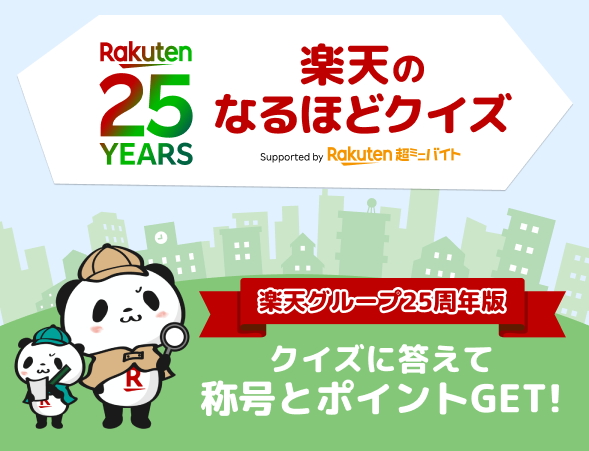 Rakuten
25
YEARS
楽天の
なるほどクイズ
Supported by Rakuten 超ミニバイト
楽天グループ25周年版
クイズに答えて
称号とポイントGET!
R
R